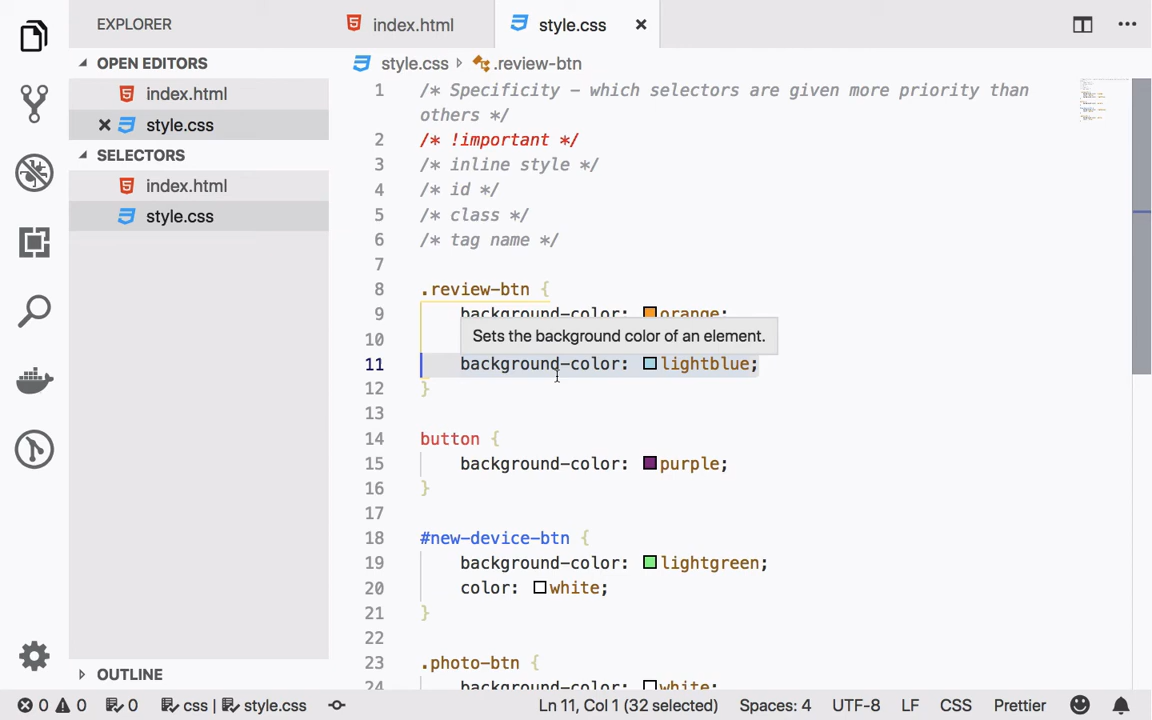 EXPLORER
index.html
style.css
OPEN EDITORS
index.html
style.css
SELECTORS
index.html
style.css
OUTLINE
style.css
.review-btn
1 /* Specificity – which selectors are given more priority than
others */
2 /* !important */
3 /* inline style */
4 /* id */
5 /* class */
6 /* tag name */
7
8 .review-btn {
9 background-color: orange;
10
Sets the background color of an element.
11 background-color: lightblue;
12 }
13
14 button {
15 background-color: purple;
16 }
17
18 #new-device-btn {
19 background-color: lightgreen;
20 color: white;
21 }
22
23 .photo-btn {
24 background-color: white;
0 0 0 css | style.css Ln 11, Col 1 (32 selected) Spaces: 4 UTF-8 LF CSS Prettier